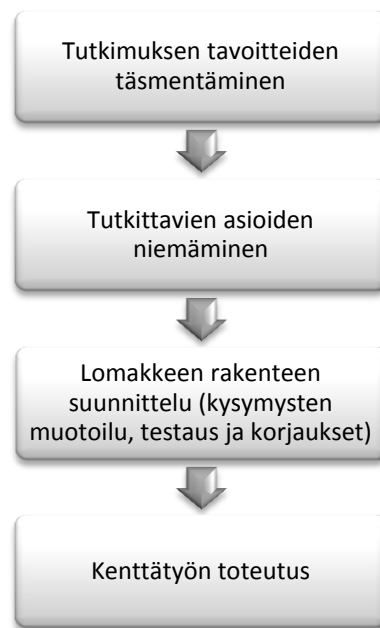 Tutkimuksen tavoitteiden
täsmentäminen
Tutkittavien asioiden
niemäminen
Lomakkeen rakenteen
suunnittelu (kysymysten
muotoilu, testaus ja korjaukset)
Kenttätyön toteutus